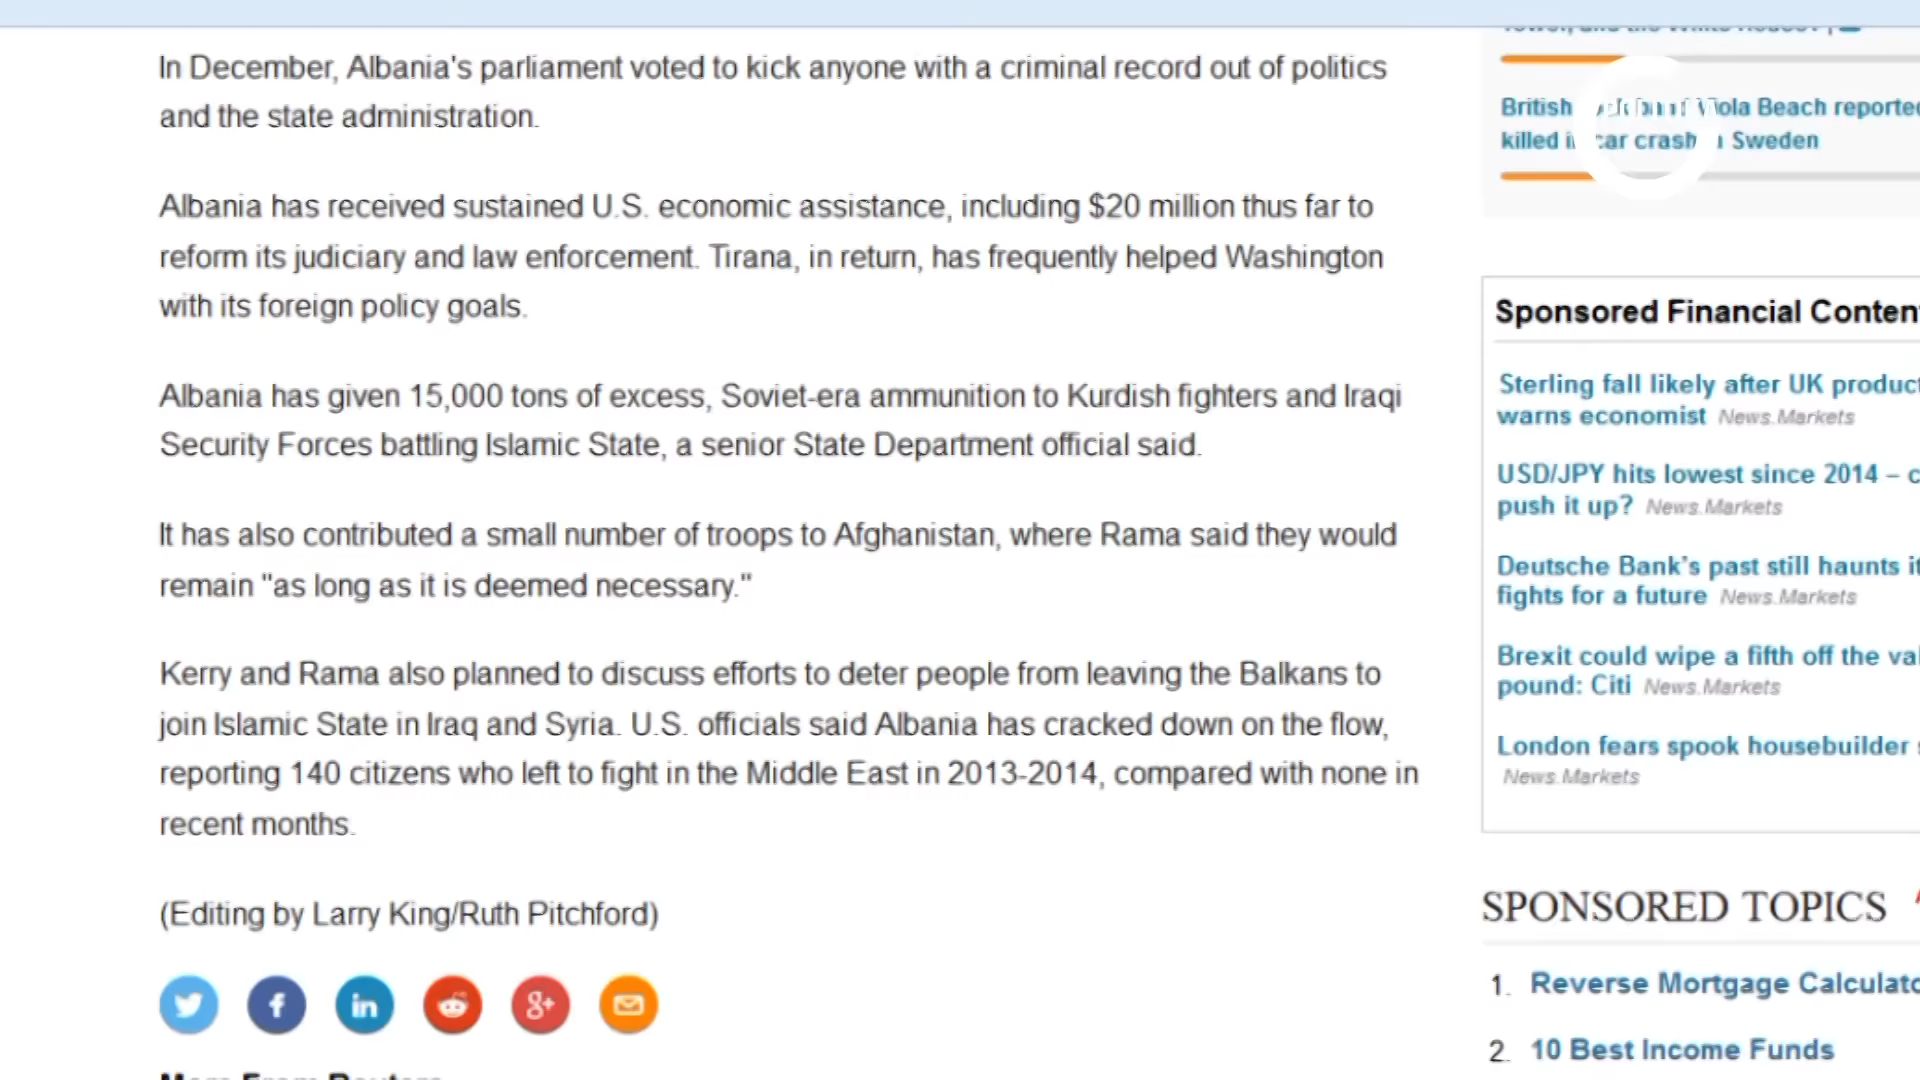 In December, Albania's parliament voted to kick anyone with a criminal record out of politics
and the state administration.
Albania has received sustained U.S. economic assistance, including $20 million thus far to
reform its judiciary and law enforcement. Tirana, in return, has frequently helped Washington
with its foreign policy goals.
Albania has given 15,000 tons of excess, Soviet-era ammunition to Kurdish fighters and Iraqi
Security Forces battling Islamic State, a senior State Department official said.
It has also contributed a small number of troops to Afghanistan, where Rama said they would
remain "as long as it is deemed necessary."
Kerry and Rama also planned to discuss efforts to deter people from leaving the Balkans to
join Islamic State in Iraq and Syria. U.S. officials said Albania has cracked down on the flow,
reporting 140 citizens who left to fight in the Middle East in 2013-2014, compared with none in
recent months.
(Editing by Larry King/Ruth Pitchford)
British Viola Beach reported
killed in car crash in Sweden
Sponsored Financial Content
Sterling fall likely after UK product
warns economist News.Markets
USD/JPY hits lowest since 2014 – c
push it up? News.Markets
Deutsche Bank's past still haunts it
fights for a future News.Markets
Brexit could wipe a fifth off the val
pound: Citi News.Markets
London fears spook housebuilder s
News.Markets
SPONSORED TOPICS
1. Reverse Mortgage Calculato
2. 10 Best Income Funds